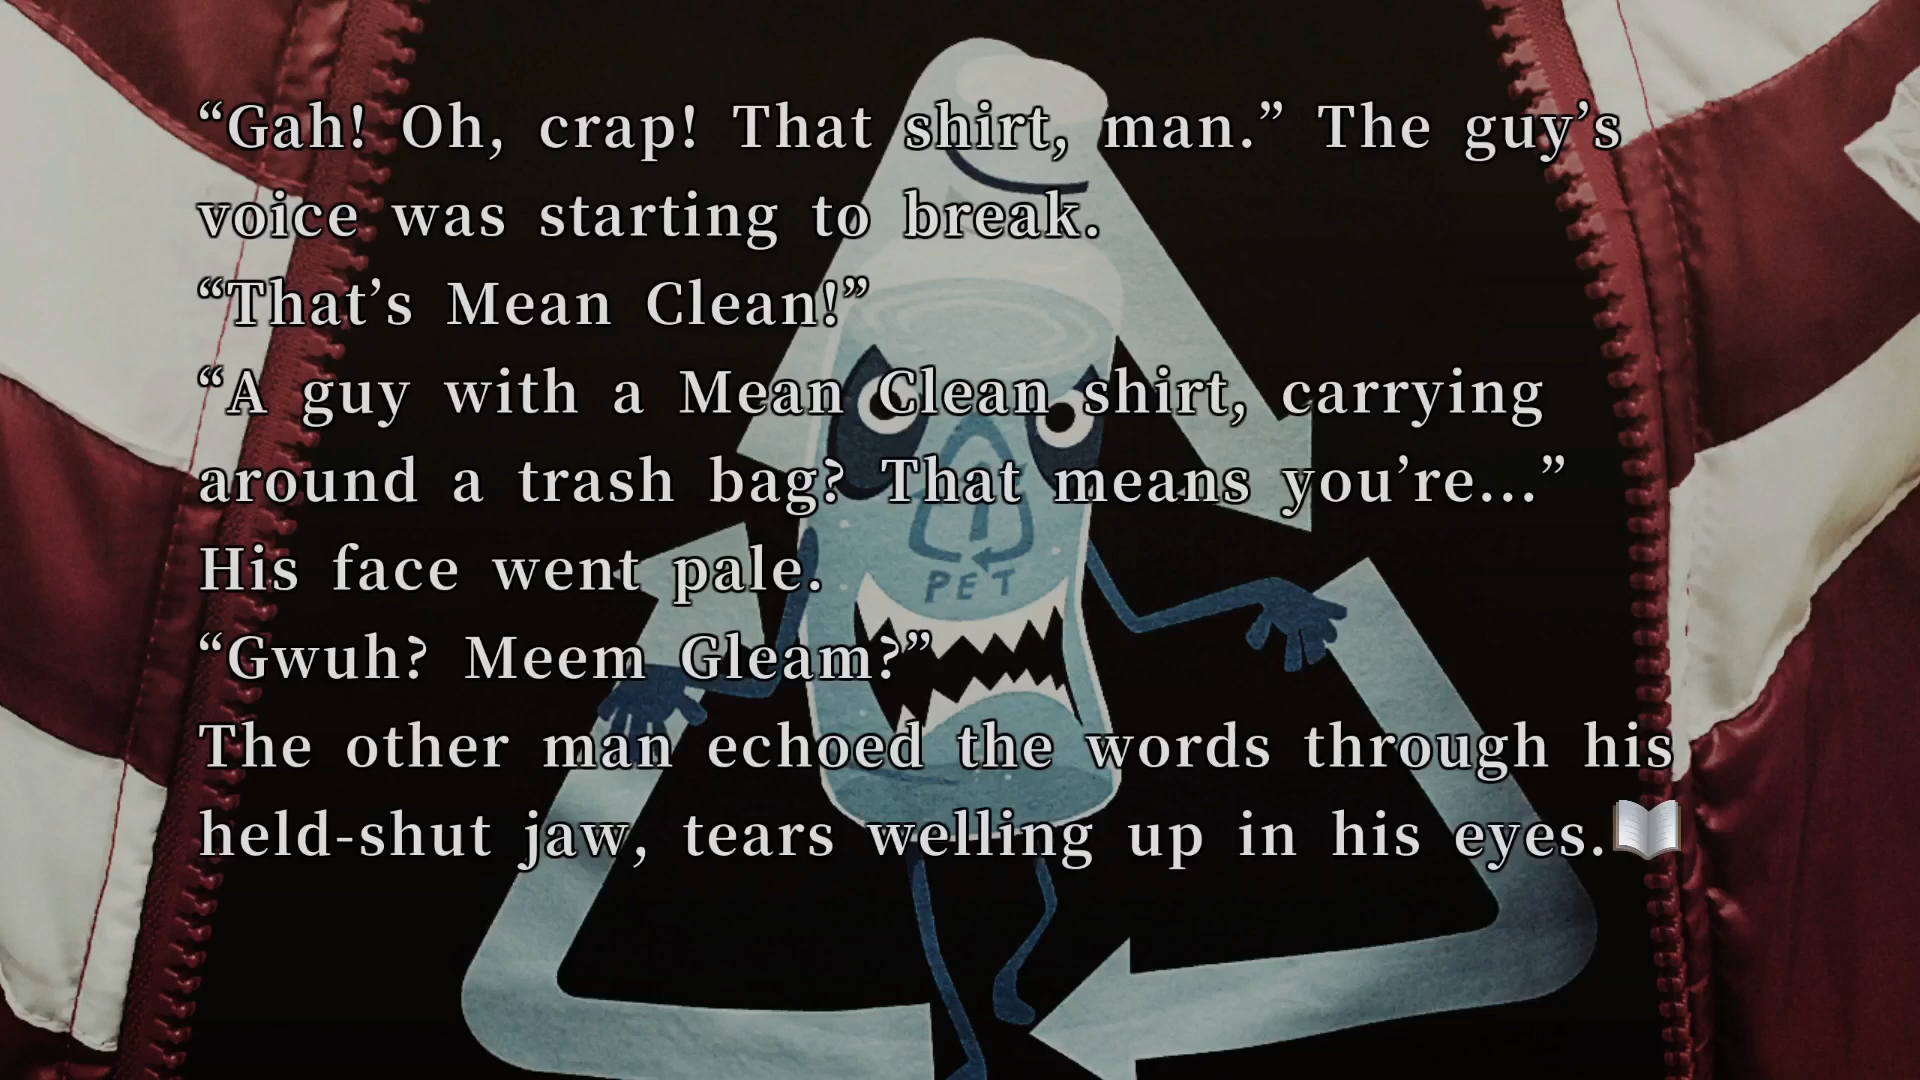 “Gah! Oh, crap! That shirt, man.” The guy’s
voice was starting to break.
“That’s Mean Clean!”
“A guy with a Mean Clean shirt, carrying
around a trash bag? That means you’re...”
His face went pale.
“Gwuh? Meem Gleam?”
The other man echoed the words through his
held-shut jaw, tears welling up in his eyes.
1
PET